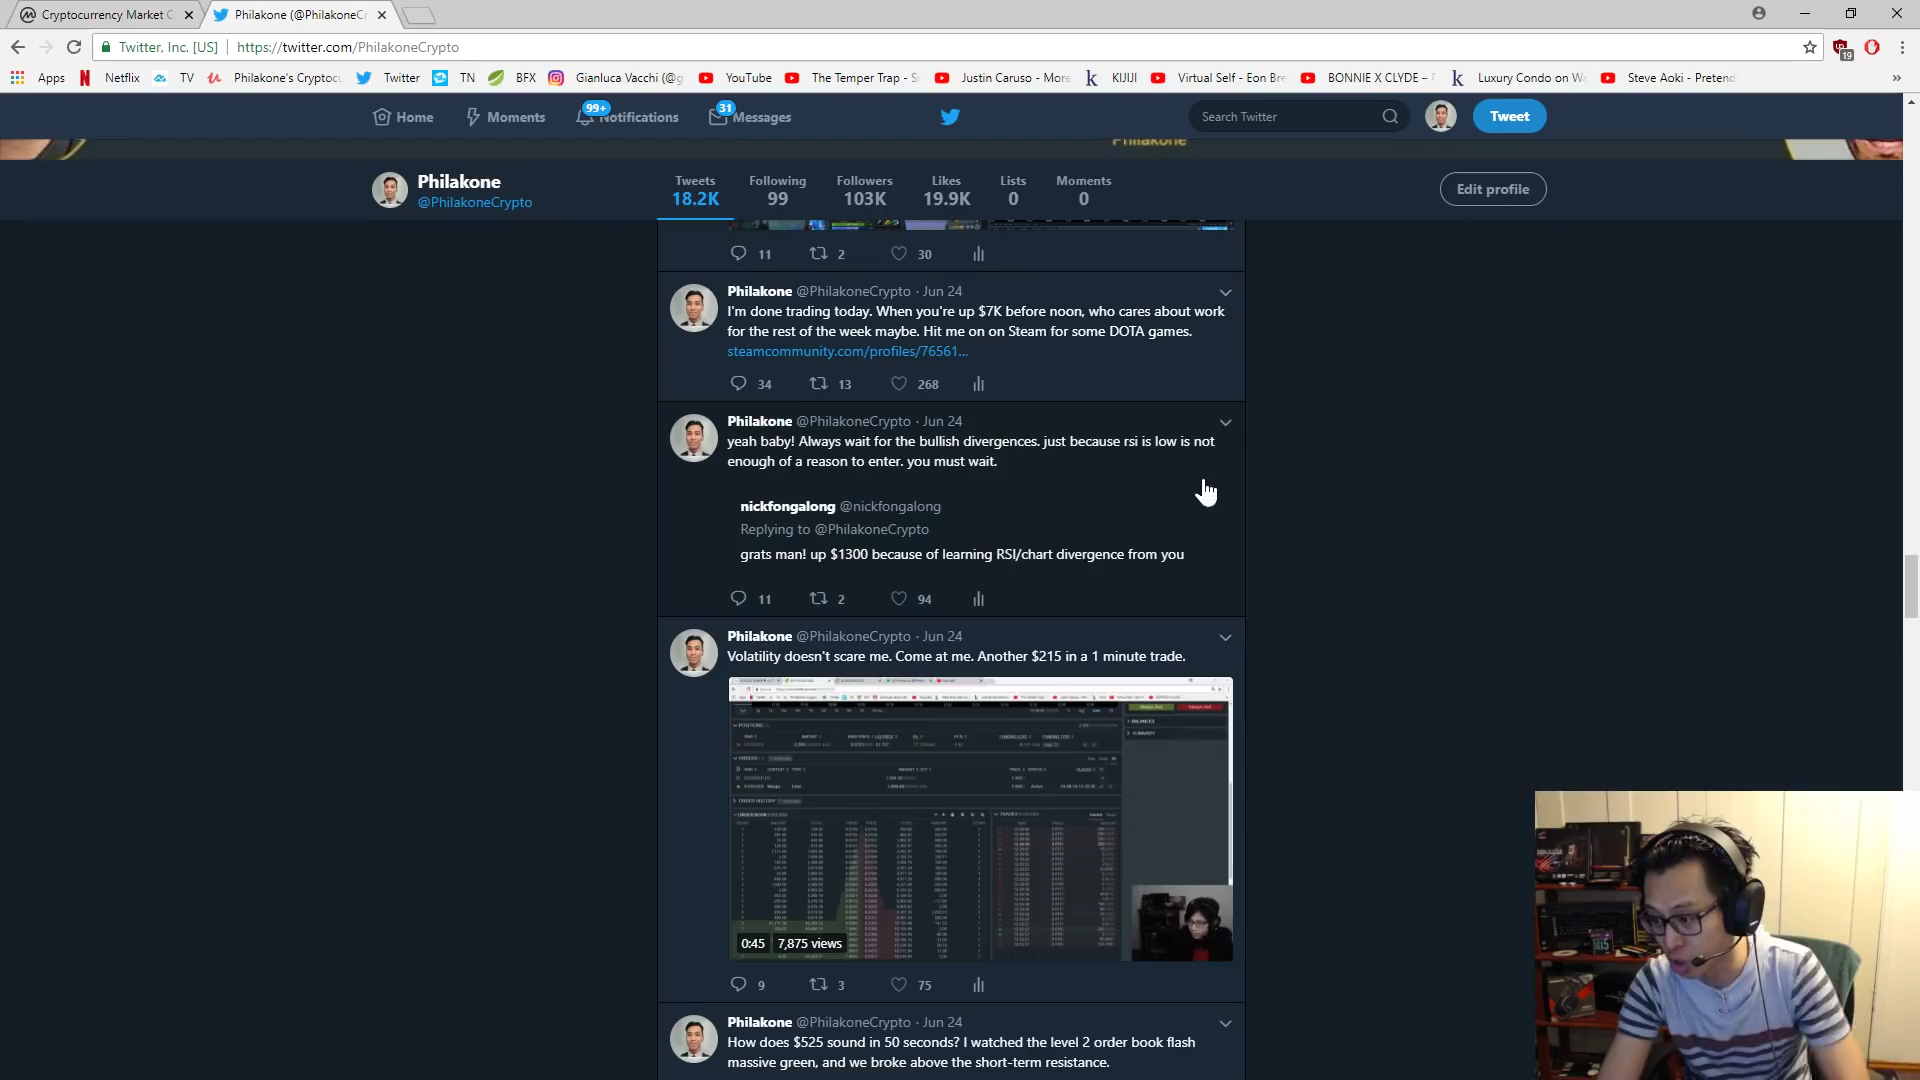 Cryptocurrency Market C
Philakone (@PhilakoneCr
Twitter, Inc. [US]
https://twitter.com/PhilakoneCrypto
19
Apps
Netflix
TV
Philakone's Cryptocu
Twitter
TN
BFX
Gianluca Vacchi (@g
YouTube
The Temper Trap - S
Justin Caruso - More
KIJIJI
Virtual Self - Eon Bre
BONNIE X CLYDE –
Luxury Condo on Wa
Steve Aoki - Pretend
»
Home
Moments
99+
Notifications
31
Messages
Search Twitter
Tweet
Philakone
Philakone
@PhilakoneCrypto
Tweets
18.2K
Following
99
Followers
103K
Likes
19.9K
Lists
0
Moments
0
Edit profile
11
2
30
Philakone @PhilakoneCrypto · Jun 24
I'm done trading today. When you're up $7K before noon, who cares about work
for the rest of the week maybe. Hit me on on Steam for some DOTA games.
steamcommunity.com/profiles/76561...
34
13
268
Philakone @PhilakoneCrypto · Jun 24
yeah baby! Always wait for the bullish divergences. just because rsi is low is not
enough of a reason to enter. you must wait.
nickfongalong @nickfongalong
Replying to @PhilakoneCrypto
grats man! up $1300 because of learning RSI/chart divergence from you
11
2
94
Philakone @PhilakoneCrypto · Jun 24
Volatility doesn't scare me. Come at me. Another $215 in a 1 minute trade.
0:45
7,875 views
9
3
75
Philakone @PhilakoneCrypto · Jun 24
How does $525 sound in 50 seconds? I watched the level 2 order book flash
massive green, and we broke above the short-term resistance.